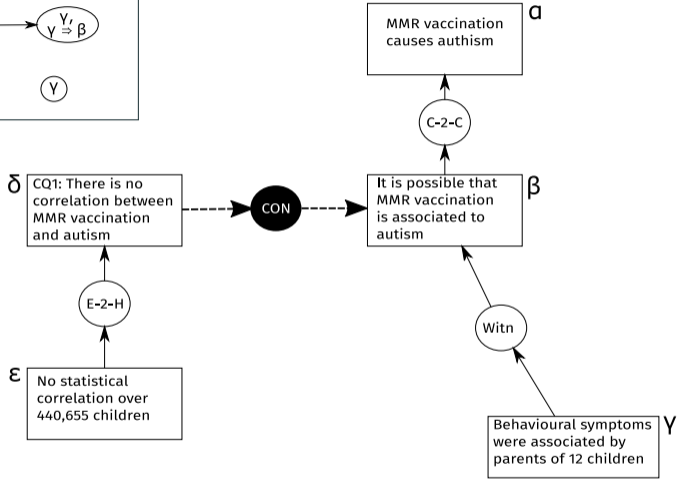 γ,
γ ⇒ β
γ
MMR vaccination
causes authism
α
C-2-C
δ
CQ1: There is no
correlation between
MMR vaccination
and autism
CON
It is possible that
MMR vaccination
is associated to
autism
β
E-2-H
Witn
ε
No statistical
correlation over
440,655 children
Behavioural symptoms
were associated by
parents of 12 children
γ